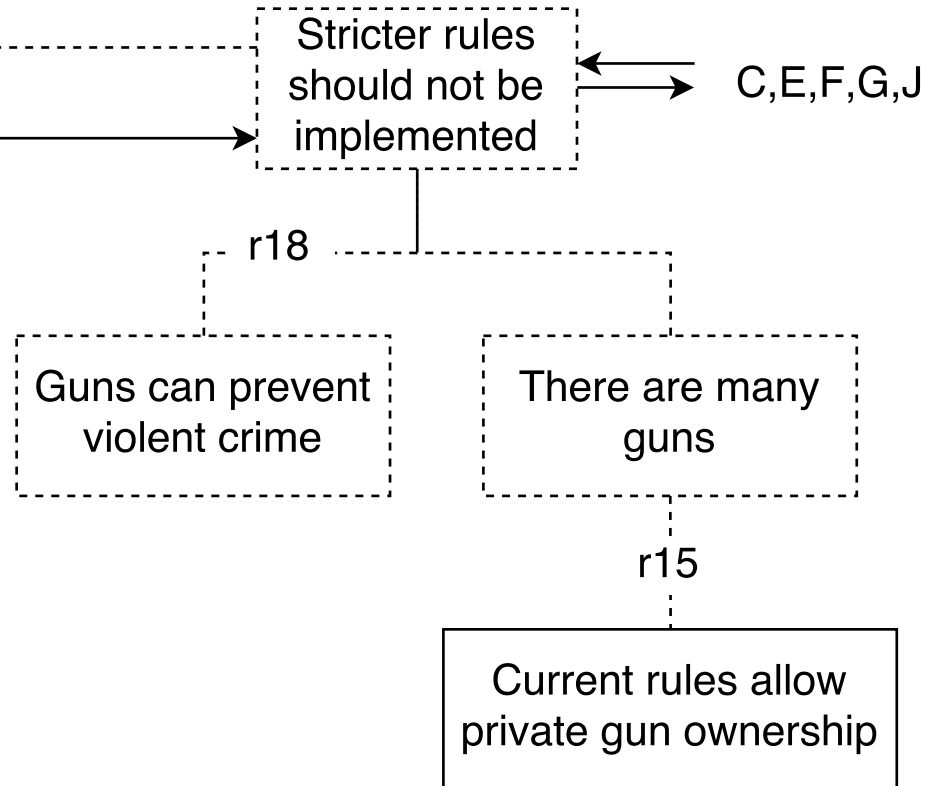 Stricter rules
should not be
implemented
C,E,F,G,J
r18
Guns can prevent
violent crime
There are many
guns
r15
Current rules allow
private gun ownership